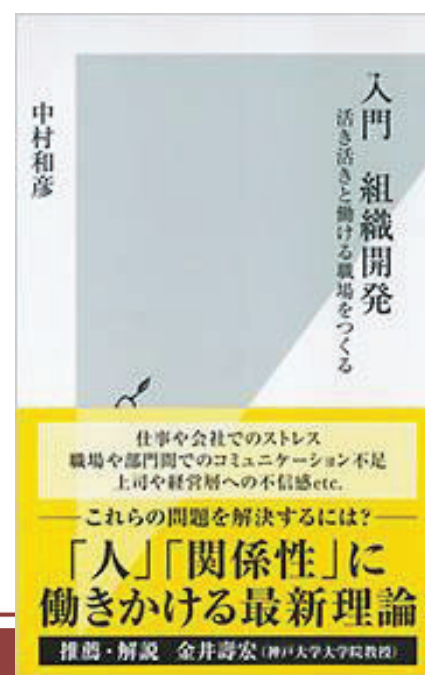 入門 組織開発
活き活きと働ける職場をつくる
中村和彦
仕事や会社でのストレス
職場や部門間でのコミュニケーション不足
上司や経営層への不信感etc.
これらの問題を解決するには?
「人」「関係性」に
働きかける最新理論
推薦・解説 金井壽宏(神戸大学大学院教授)